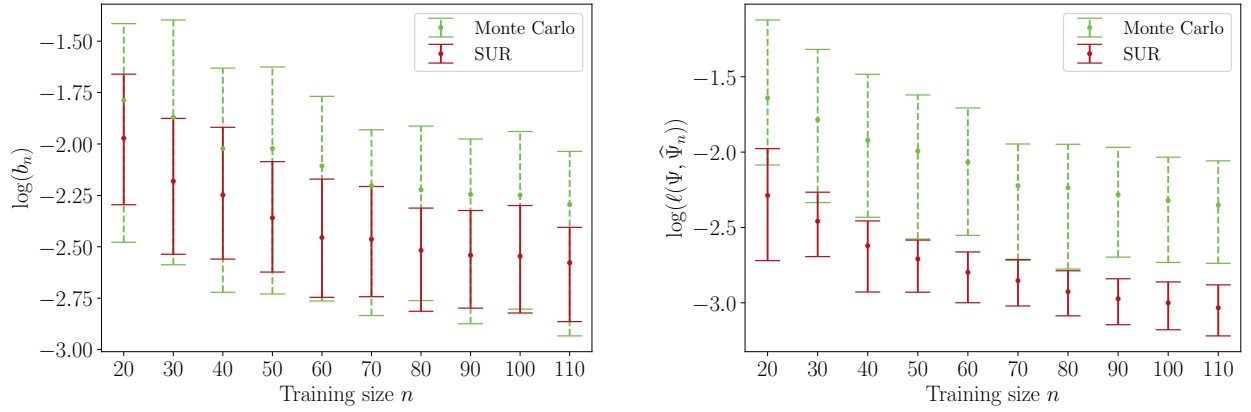 log(b_n)
−1.50
−1.75
−2.00
−2.25
−2.50
−2.75
−3.00
Monte Carlo
SUR
20 30 40 50 60 70 80 90 100 110
Training size n
log(ℓ(Ψ, Ψ̂_n))
−1.5
−2.0
−2.5
−3.0
Monte Carlo
SUR
20 30 40 50 60 70 80 90 100 110
Training size n